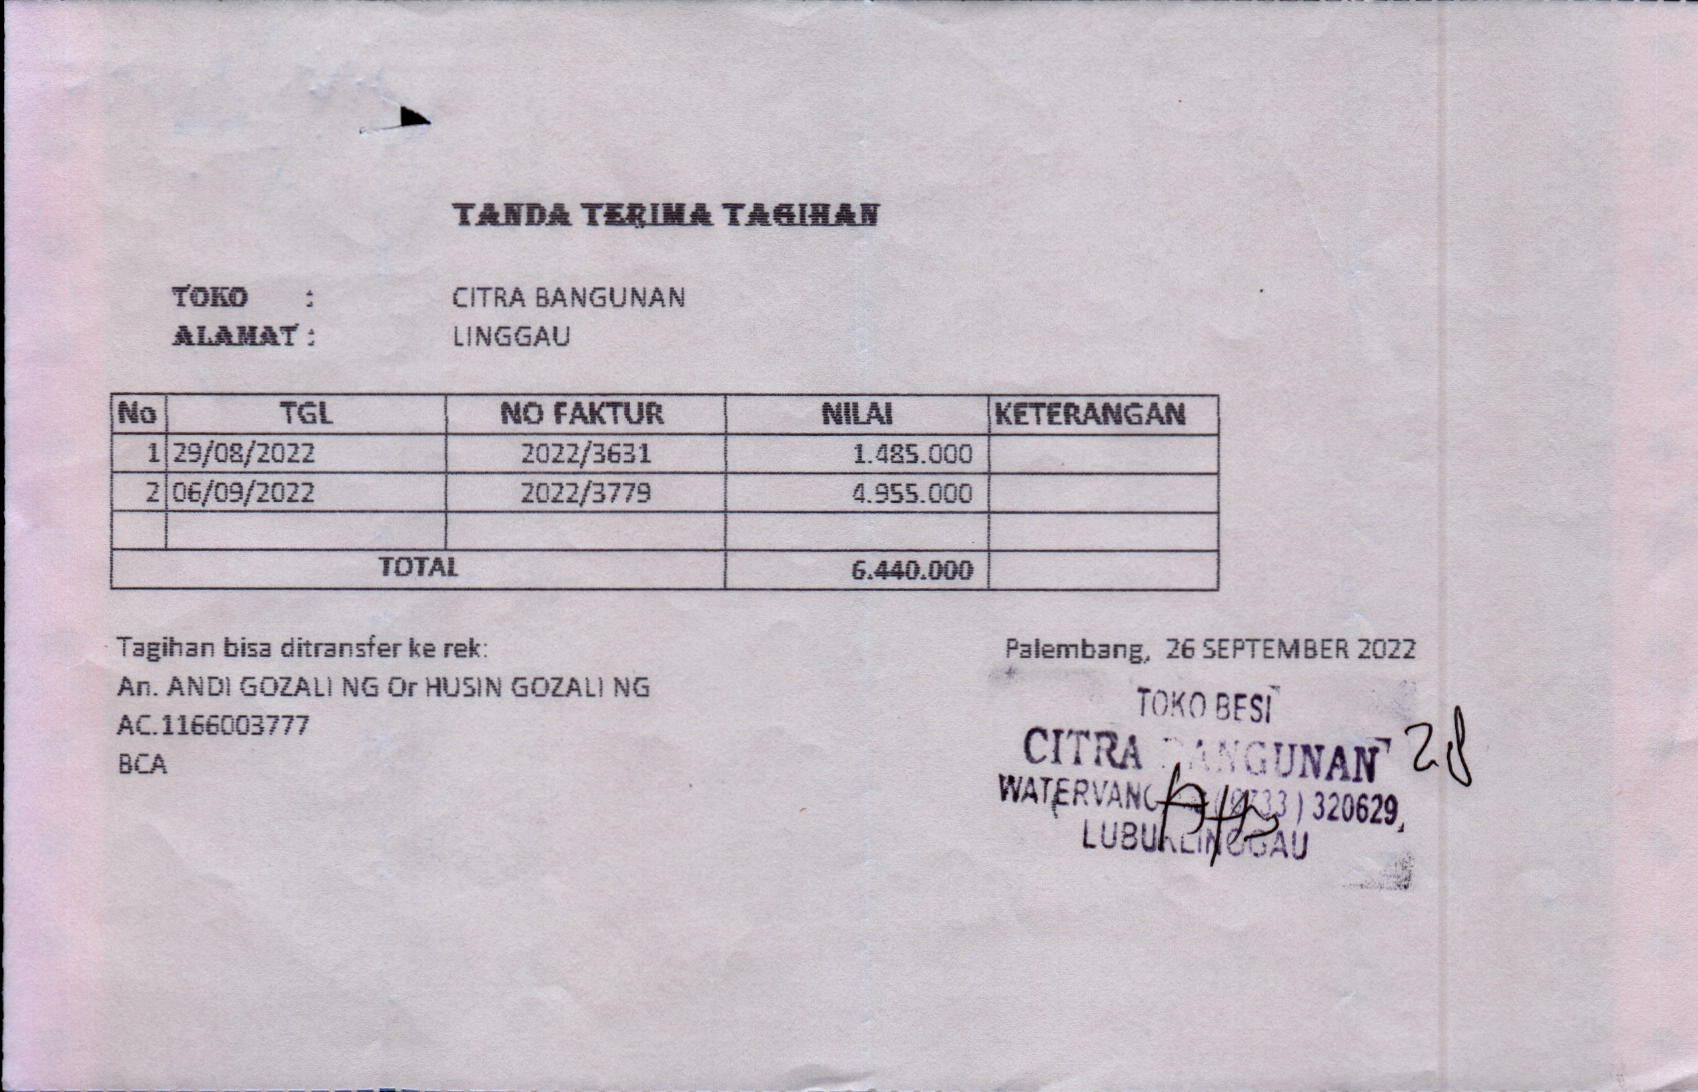 TANDA TERIMA TAGIHAN
TOKO : CITRA BANGUNAN
ALAMAT : LINGGAU
No TGL NO FAKTUR NILAI KETERANGAN
1 29/08/2022 2022/3631 1.485.000
2 06/09/2022 2022/3779 4.955.000
TOTAL 6.440.000
Tagihan bisa ditransfer ke rek:
An. ANDI GOZALI NG Or HUSIN GOZALI NG
AC.1166003777
BCA
Palembang, 26 SEPTEMBER 2022
TOKO BESI
CITRA BANGUNAN
28
320629
LUBUKLINGGAU